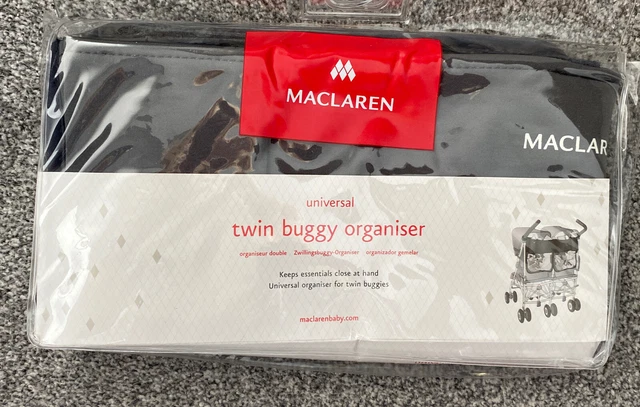 MACLAREN
MACLAR
universal
twin buggy organiser
organiseur double Zwillingsbuggy-Organiser organizador gemelar
Keeps essentials close at hand
Universal organiser for twin buggies
maclarenbaby.com